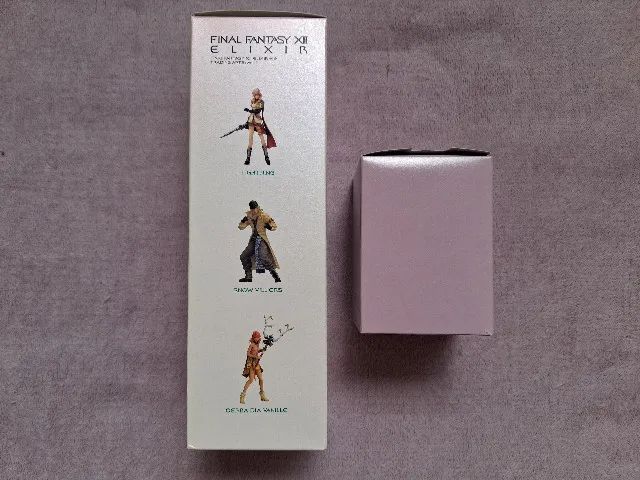 FINAL FANTASY XIII
ELIXIR
LIGHTNING
SNOW VILLIERS
OERBA DIA VANILLE